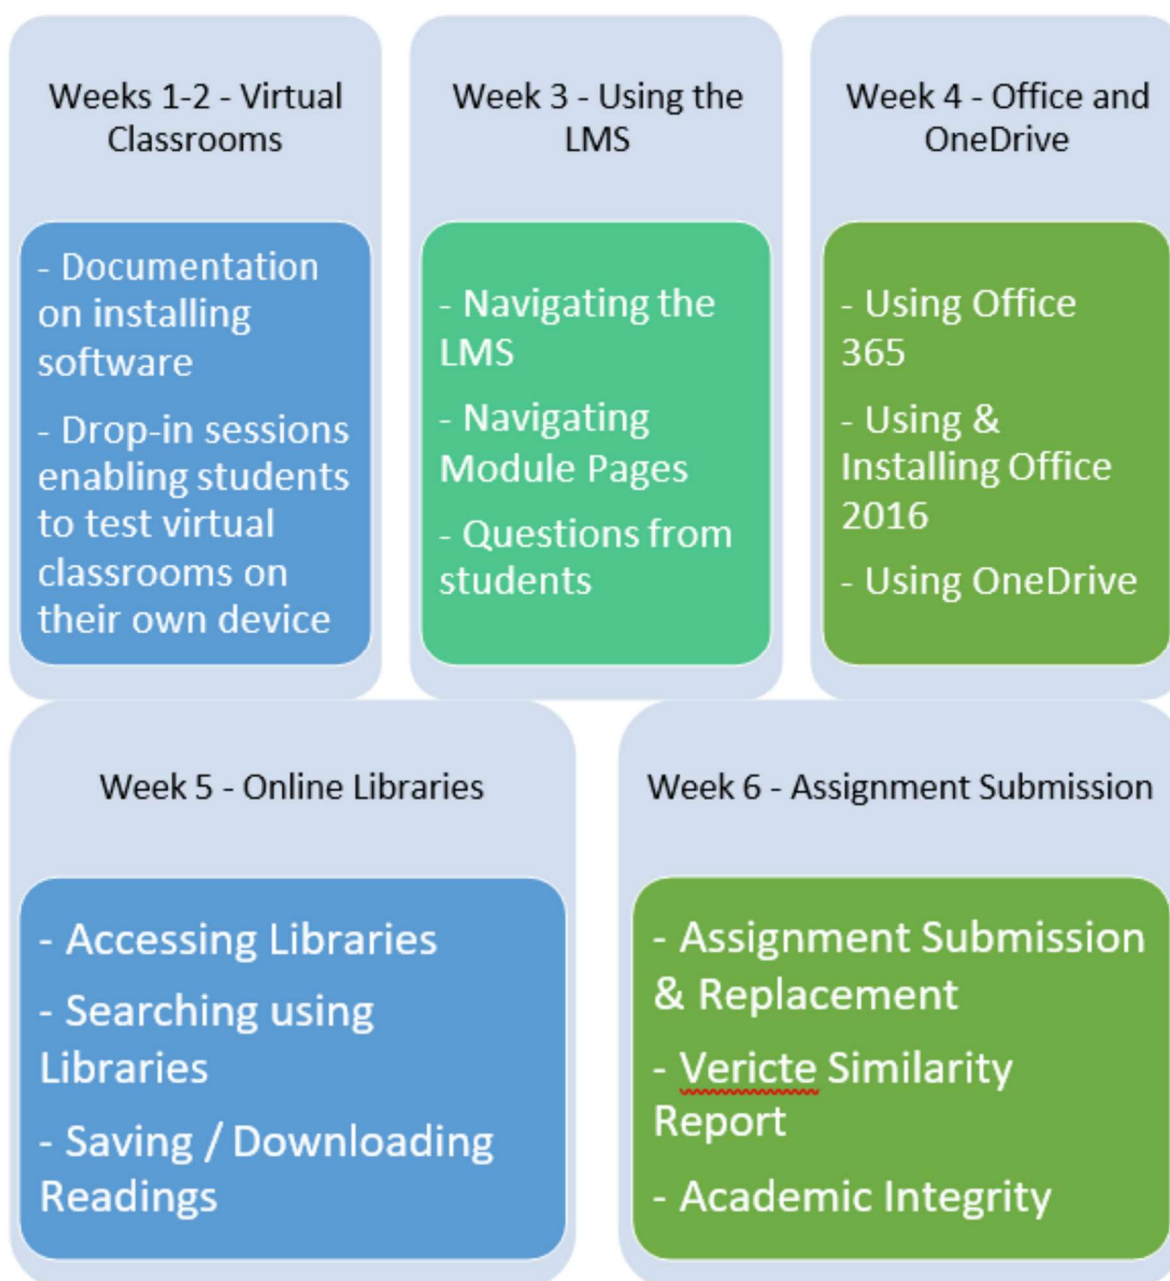 Weeks 1-2 - Virtual
Classrooms
- Documentation
on installing
software
- Drop-in sessions
enabling students
to test virtual
classrooms on
their own device
Week 3 - Using the
LMS
- Navigating the
LMS
- Navigating
Module Pages
- Questions from
students
Week 4 - Office and
OneDrive
- Using Office
365
- Using &
Installing Office
2016
- Using OneDrive
Week 5 - Online Libraries
- Accessing Libraries
- Searching using
Libraries
- Saving / Downloading
Readings
Week 6 - Assignment Submission
- Assignment Submission
& Replacement
- Vericte Similarity
Report
- Academic Integrity